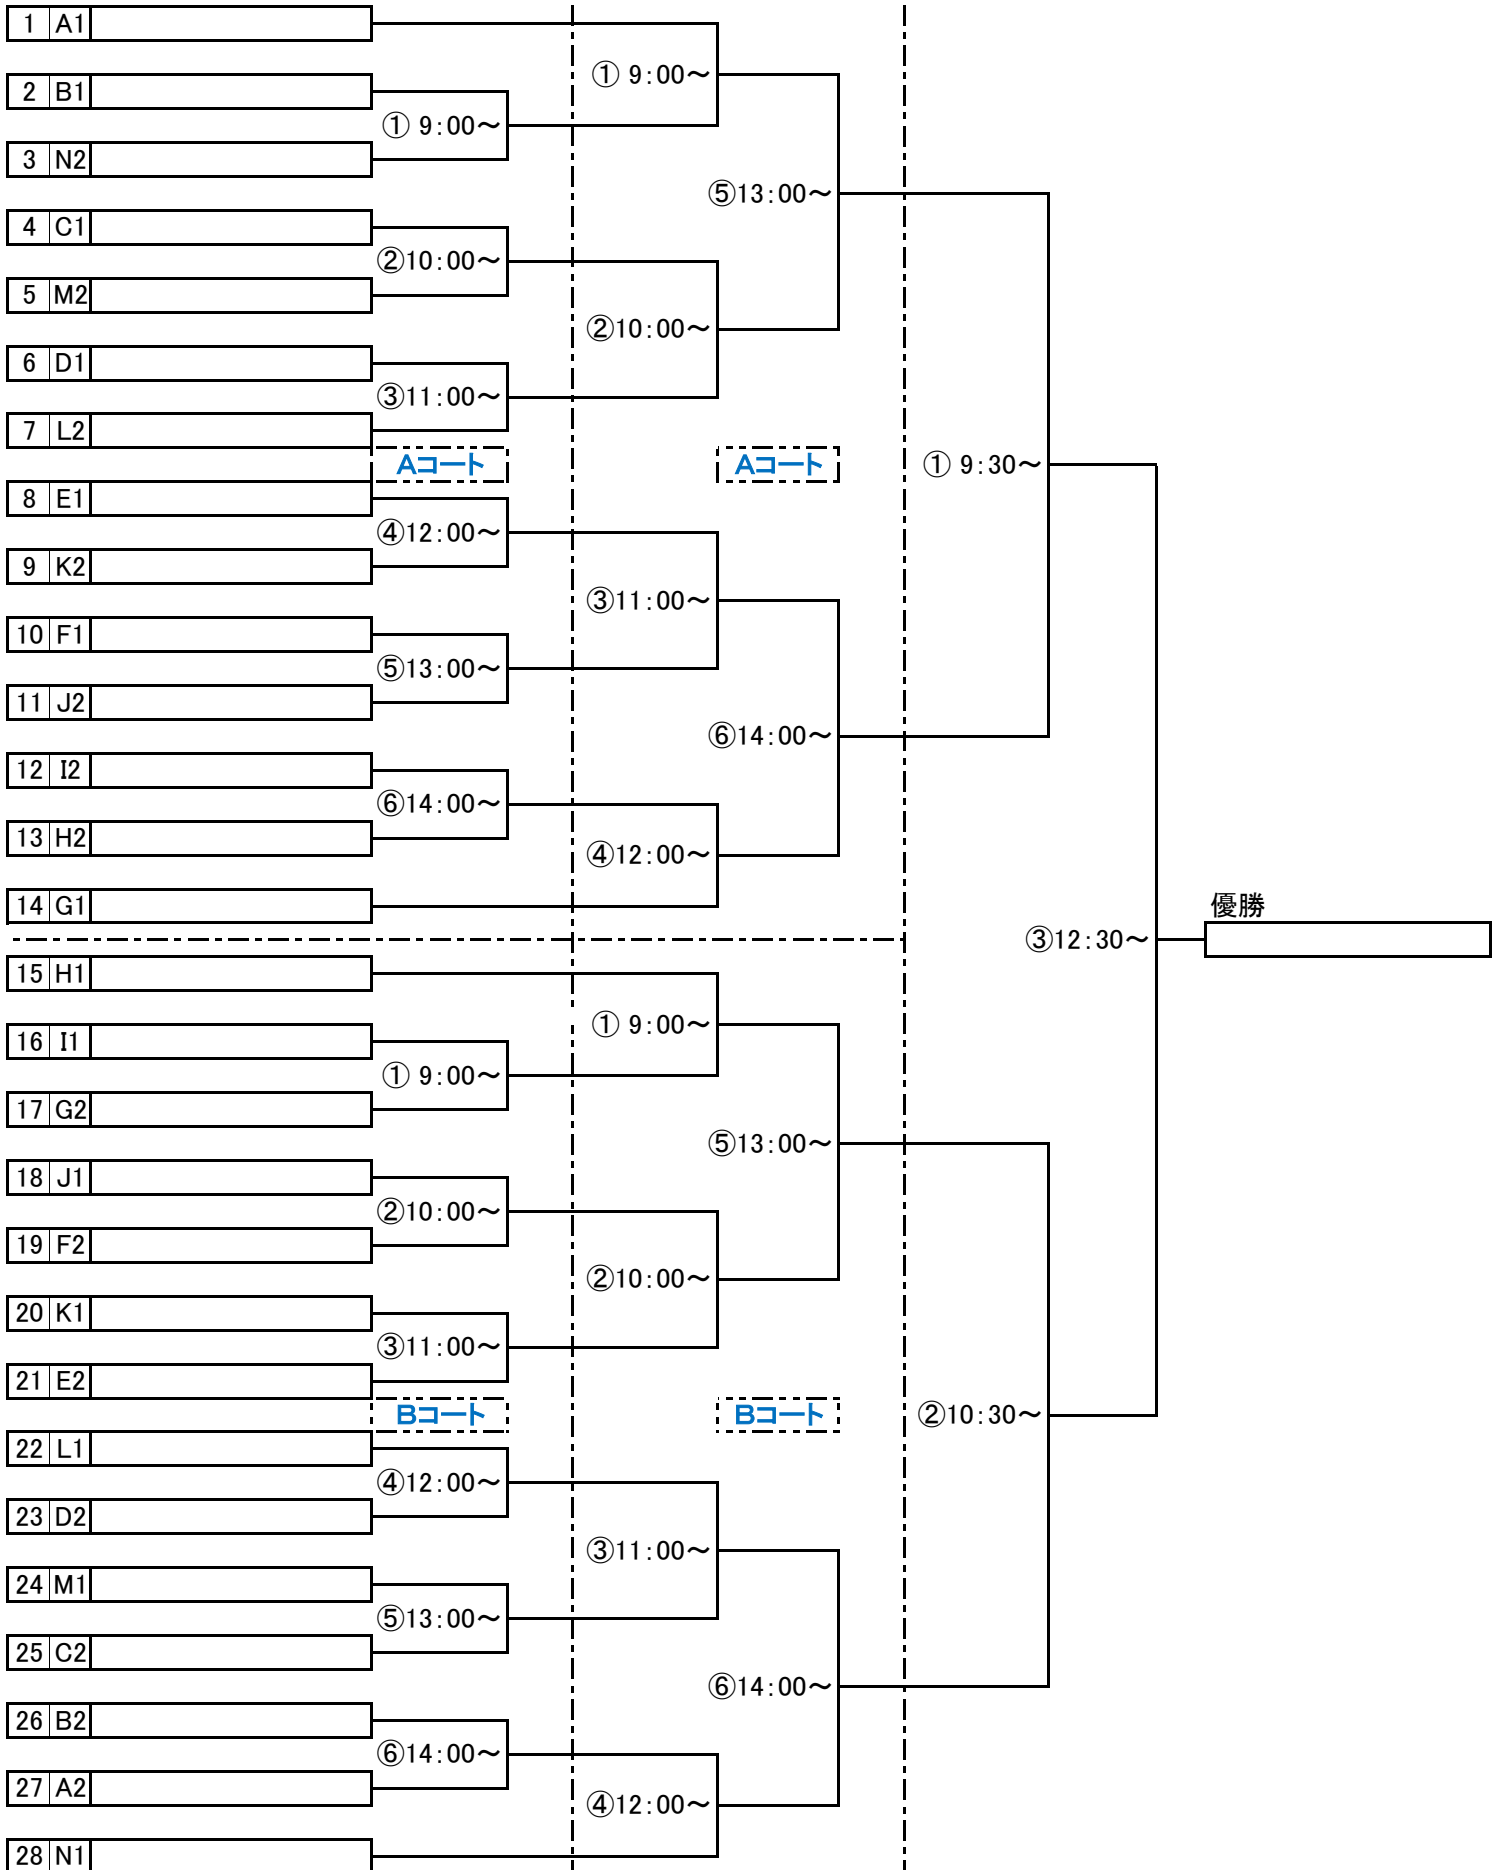 1 A1
① 9:00～
2 B1
① 9:00～
3 N2
⑤13:00～
4 C1
②10:00～
5 M2
②10:00～
6 D1
③11:00～
7 L2
Aコート Aコート ① 9:30～
8 E1
④12:00～
9 K2
③11:00～
10 F1
⑤13:00～
11 J2
⑥14:00～
12 I2
⑥14:00～
13 H2
④12:00～
14 G1
優勝
③12:30～
15 H1
① 9:00～
16 I1
① 9:00～
17 G2
⑤13:00～
18 J1
②10:00～
19 F2
②10:00～
20 K1
③11:00～
21 E2
Bコート Bコート ②10:30～
22 L1
④12:00～
23 D2
③11:00～
24 M1
⑤13:00～
25 C2
⑥14:00～
26 B2
⑥14:00～
27 A2
④12:00～
28 N1